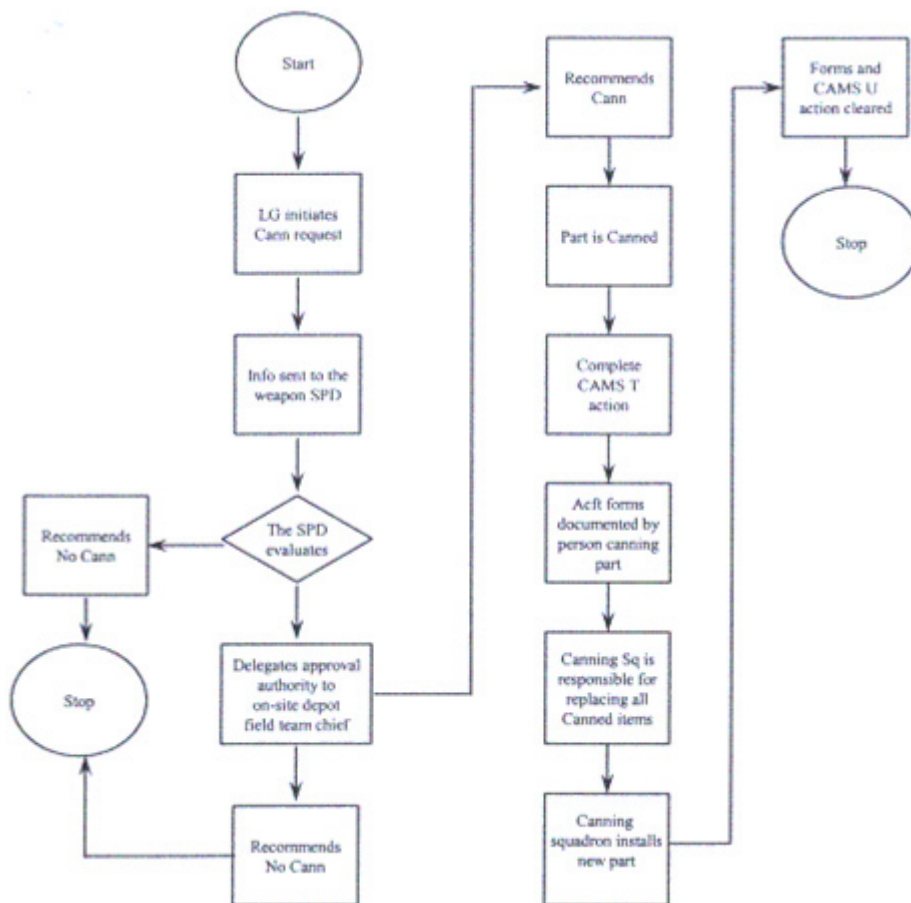 Start
LG initiates
Cann request
Info sent to the
weapon SPD
The SPD
evaluates
Recommends
No Cann
Stop
Delegates approval
authority to
on-site depot
field team chief
Recommends
No Cann
Recommends
Cann
Part is Canned
Complete
CAMS T
action
Acft forms
documented by
person canning
part
Canning Sq is
responsible for
replacing all
Canned items
Canning
squadron installs
new part
Forms and
CAMS U
action cleared
Stop